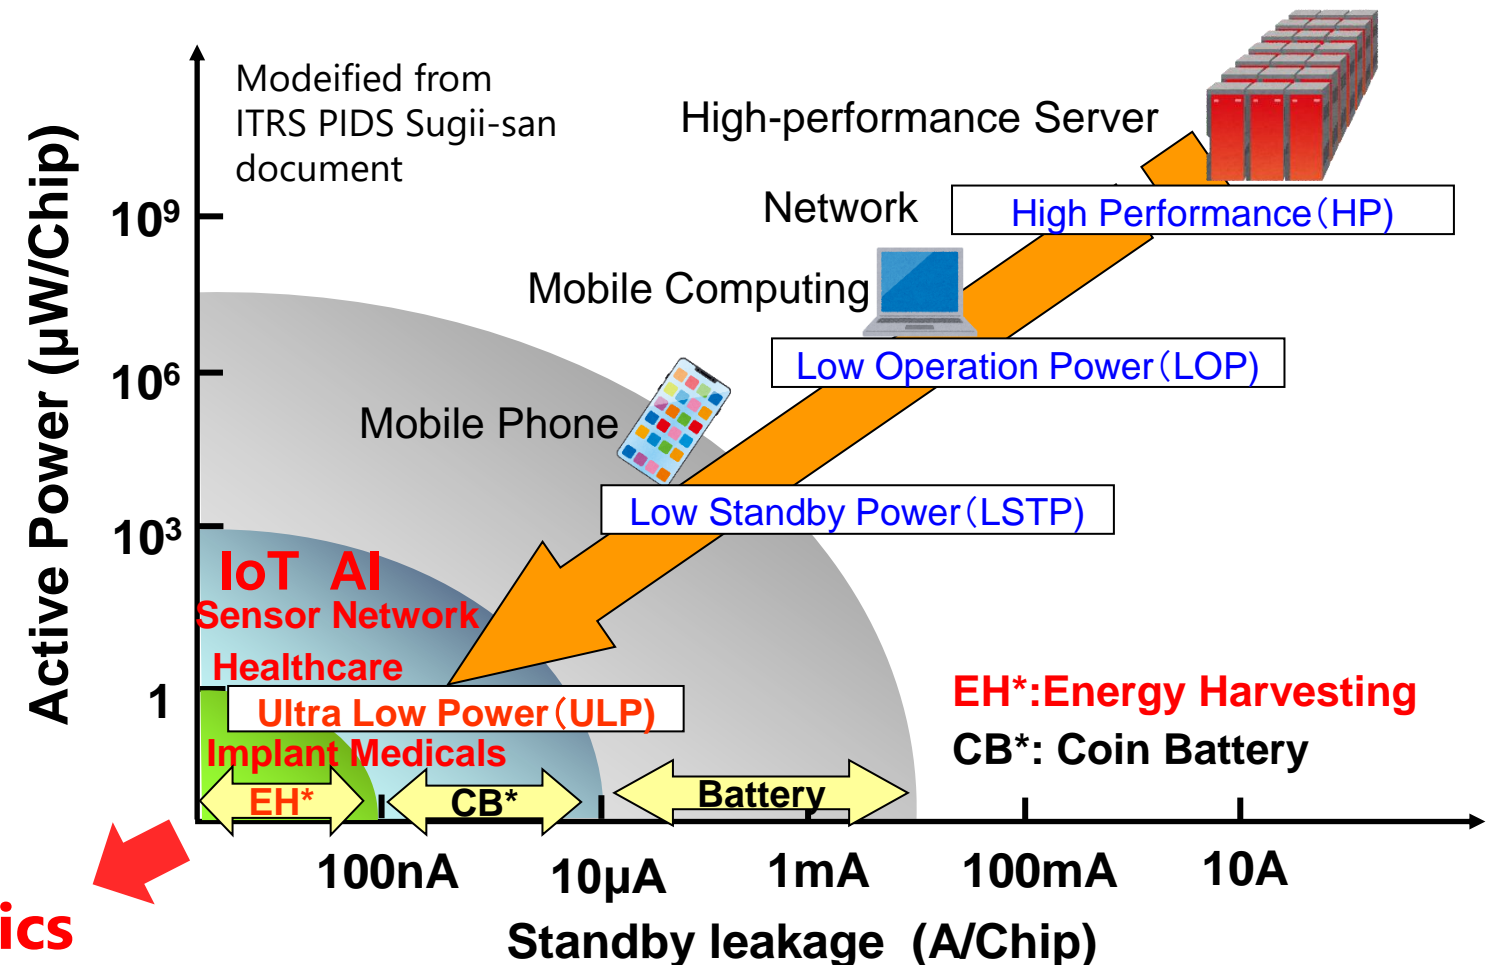 Modeified from
ITRS PIDS Sugii-san
document
High-performance Server
Network
High Performance（HP)
Mobile Computing
Low Operation Power（LOP)
Mobile Phone
Low Standby Power（LSTP)
Active Power (μW/Chip)
10⁹
10⁶
10³
1
IoT AI
Sensor Network
Healthcare
Ultra Low Power（ULP)
Implant Medicals
EH*:Energy Harvesting
CB*: Coin Battery
EH*
CB*
Battery
100nA
10μA
1mA
100mA
10A
Standby leakage (A/Chip)
ics